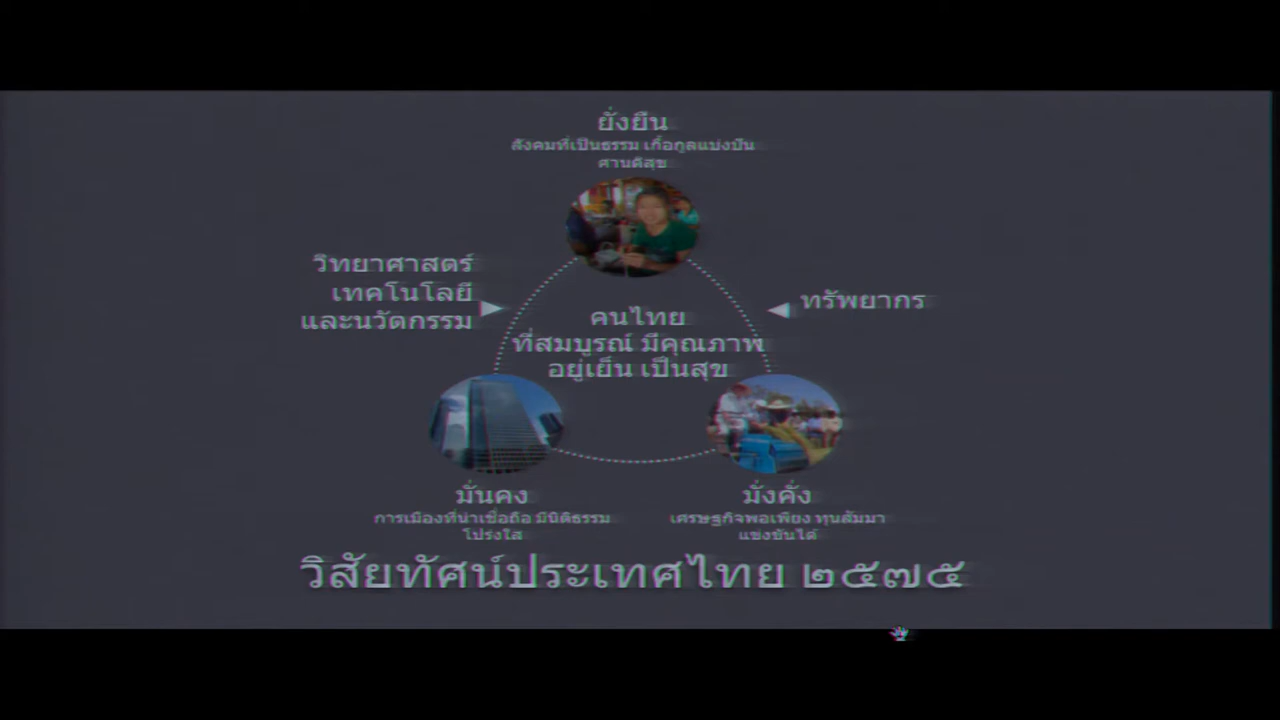 ยั่งยืน
สังคมที่เป็นธรรม เกื้อกูลแบ่งปัน
ศานติสุข
วิทยาศาสตร์
เทคโนโลยี
และนวัตกรรม
ทรัพยากร
คนไทย
ที่สมบูรณ์ มีคุณภาพ
อยู่เย็น เป็นสุข
มั่นคง
การเมืองที่น่าเชื่อถือ มีนิติธรรม
โปร่งใส
มั่งคั่ง
เศรษฐกิจพอเพียง ทุนสัมมา
แข่งขันได้
วิสัยทัศน์ประเทศไทย ๒๕๗๕